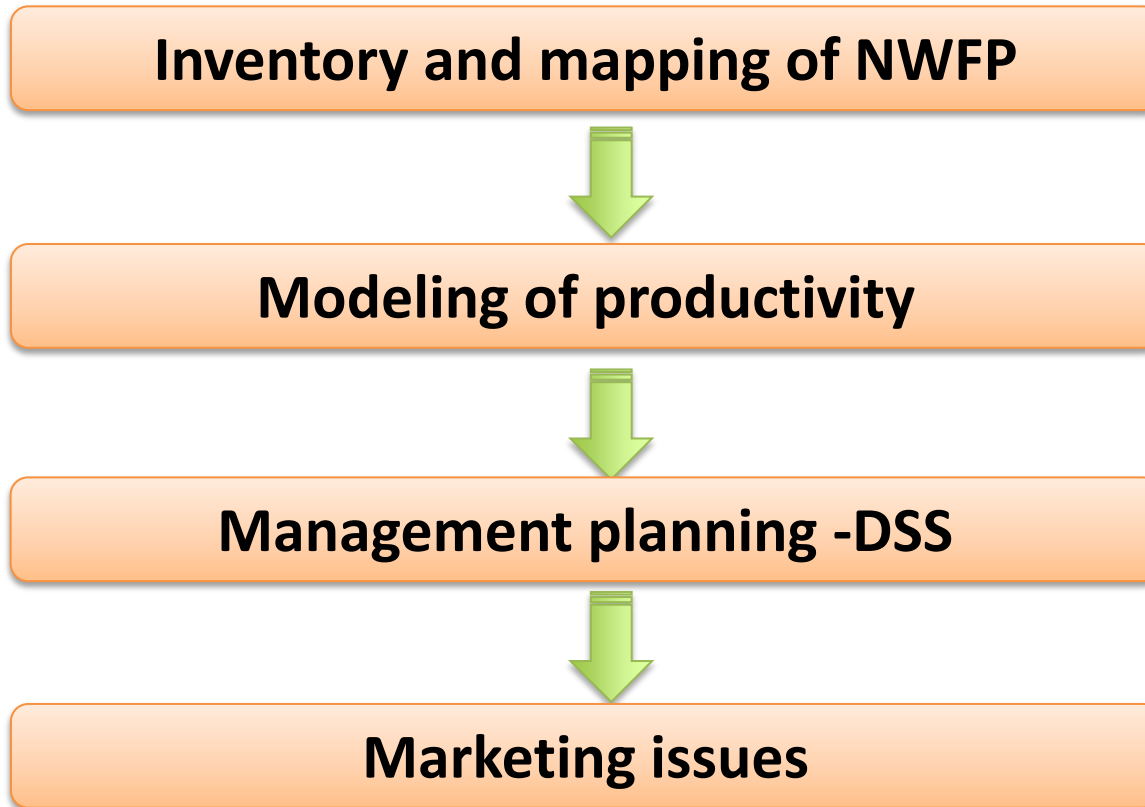 Inventory and mapping of NWFP
Modeling of productivity
Management planning -DSS
Marketing issues